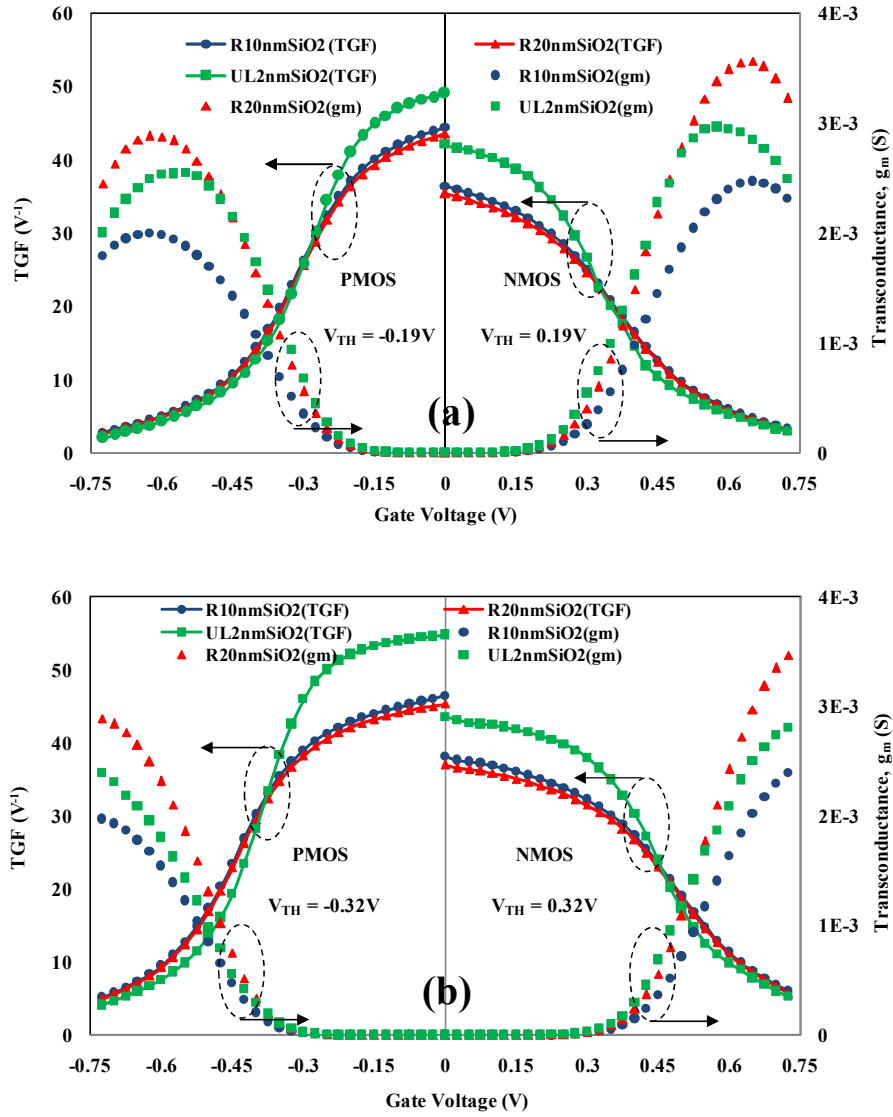 R10nmSiO2(TGF)
R20nmSiO2(TGF)
UL2nmSiO2(TGF)
R10nmSiO2(gm)
R20nmSiO2(gm)
UL2nmSiO2(gm)
TGF (V-1)
60
50
40
30
20
10
0
4E-3
3E-3
2E-3
1E-3
0
Transconductance, gm (S)
PMOS
NMOS
VTH = -0.19V
VTH = 0.19V
(a)
-0.75 -0.6 -0.45 -0.3 -0.15 0 0.15 0.3 0.45 0.6 0.75
Gate Voltage (V)
R10nmSiO2(TGF)
R20nmSiO2(TGF)
UL2nmSiO2(TGF)
R10nmSiO2(gm)
R20nmSiO2(gm)
UL2nmSiO2(gm)
TGF (V-1)
60
50
40
30
20
10
0
4E-3
3E-3
2E-3
1E-3
0
Transconductance, gm (S)
PMOS
NMOS
VTH = -0.32V
VTH = 0.32V
(b)
-0.75 -0.6 -0.45 -0.3 -0.15 0 0.15 0.3 0.45 0.6 0.75
Gate Voltage (V)